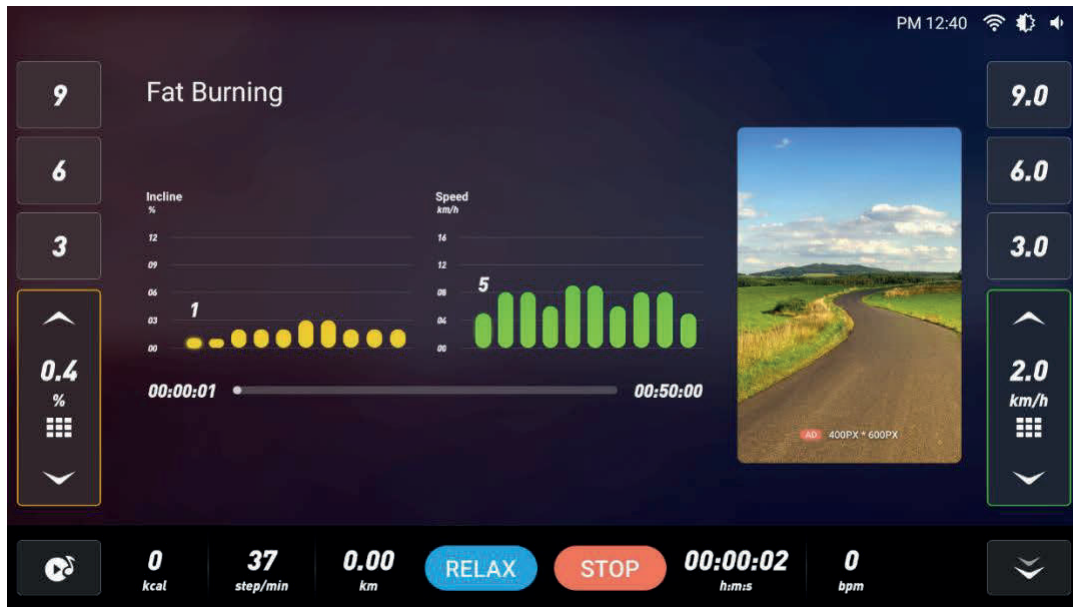 PM 12:40
9
6
3
0.4
%
Fat Burning
Incline
%
12
09
06
03
00
1
Speed
km/h
16
12
08
04
00
5
00:00:01
00:50:00
AD 400PX * 600PX
9.0
6.0
3.0
2.0
km/h
0
kcal
37
step/min
0.00
km
RELAX
STOP
00:00:02
h:m:s
0
bpm